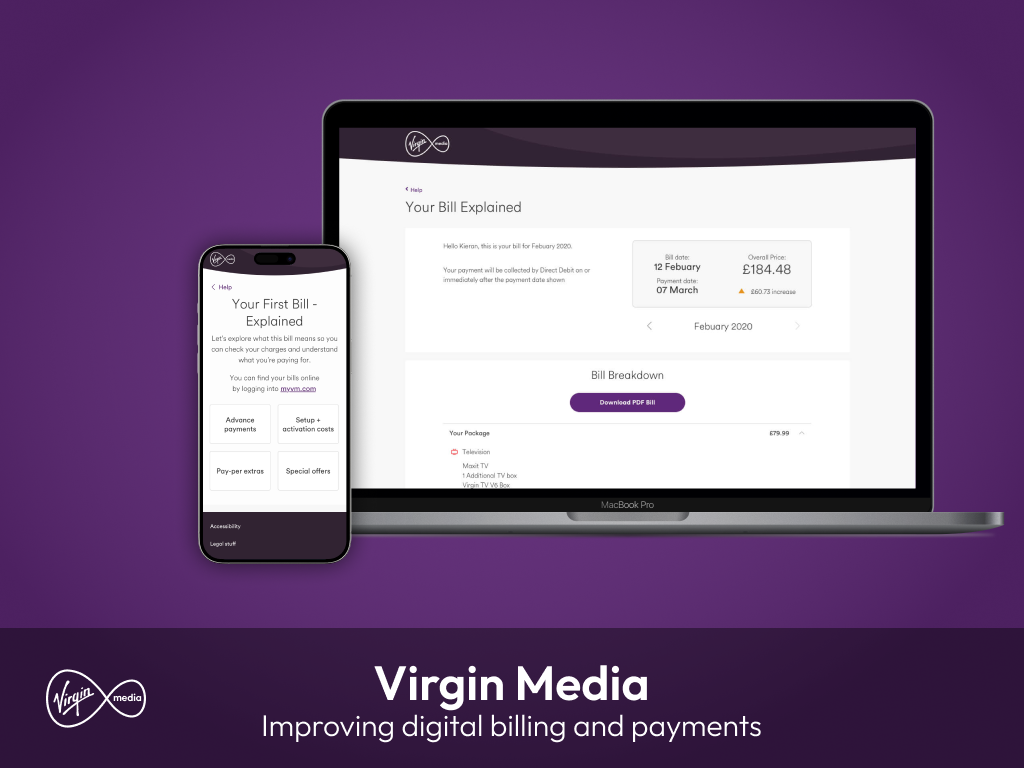 Virgin media
Help
Your Bill Explained
Hello Kieran, this is your bill for Febuary 2020.
Your payment will be collected by Direct Debit on or
immediately after the payment date shown
Bill date:
12 Febuary
Payment date:
07 March
Overall Price:
£184.48
£60.73 increase
Febuary 2020
Bill Breakdown
Download PDF Bill
Your Package £79.99
Television
Maxit TV
1 Additional TV box
Virgin TV V6 Box
MacBook Pro
Virgin media
Help
Your First Bill -
Explained
Let's explore what this bill means so you
can check your charges and understand
what you're paying for.
You can find your bills online
by logging into myvm.com
Advance
payments
Setup +
activation costs
Pay-per extras
Special offers
Accessibility
Legal stuff
Virgin media
Virgin Media
Improving digital billing and payments